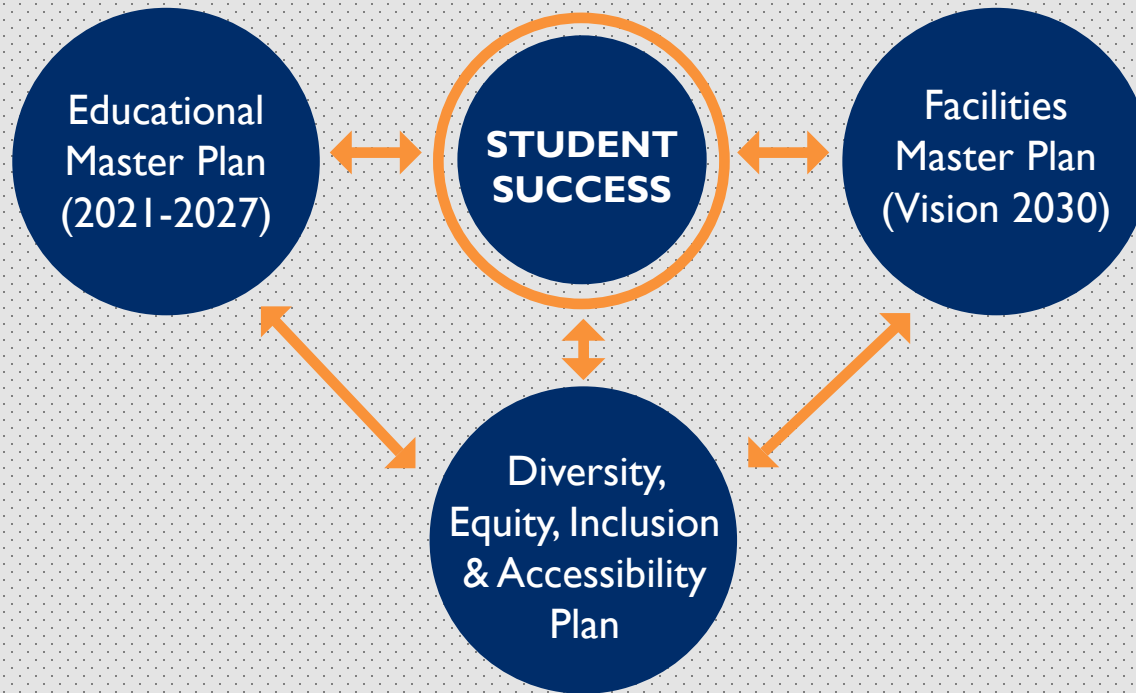 Educational
Master Plan
(2021-2027)
STUDENT
SUCCESS
Facilities
Master Plan
(Vision 2030)
Diversity,
Equity, Inclusion
& Accessibility
Plan